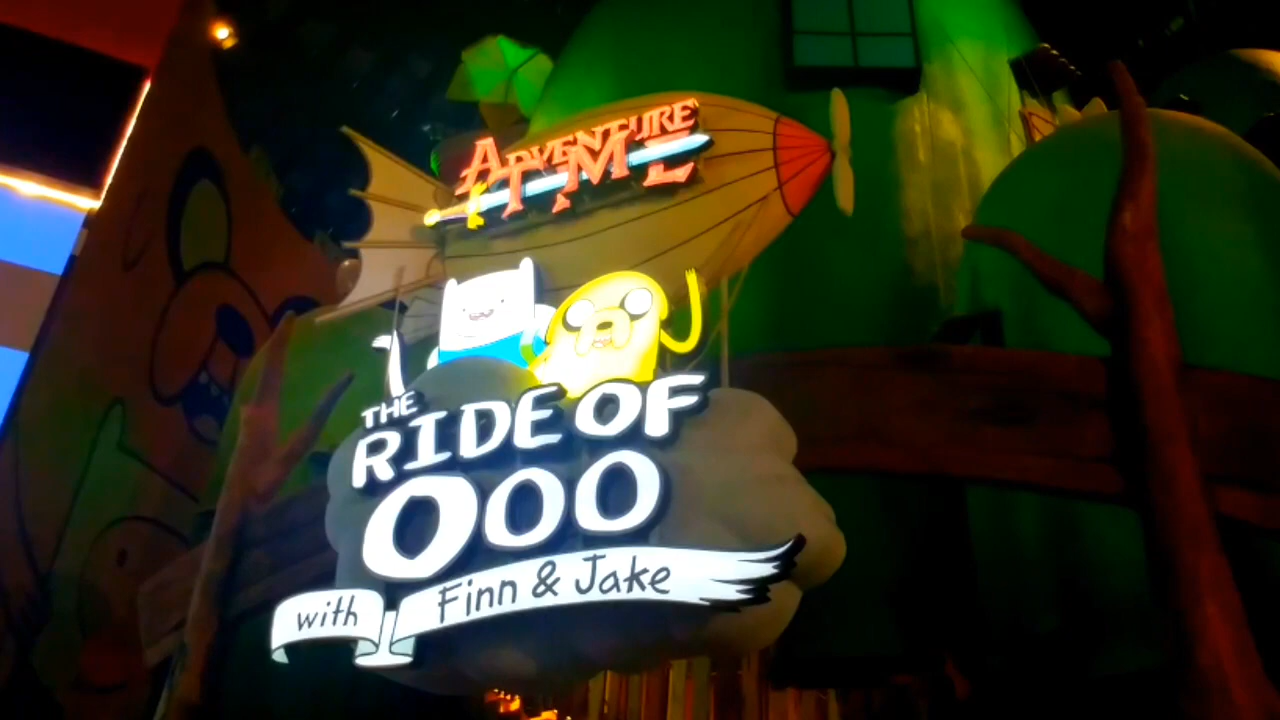 ADVENTURE
TIME
THE
RIDE OF
OOO
with Finn & Jake